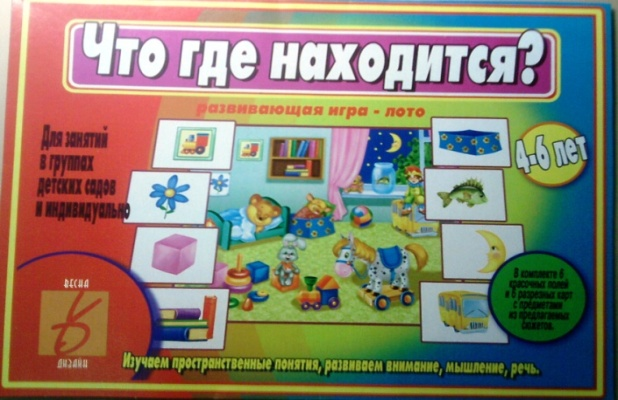 Что где находится?
развивающая игра - лото
Для занятий
в группах
детских садов
и индивидуально
4-6 лет
ВЕСНА
ДИЗАЙН
В комплекте 6
красочных полей
и 6 разрезных карт
с предметами
из предлагаемых
сюжетов.
Изучаем пространственные понятия, развиваем внимание, мышление, речь.